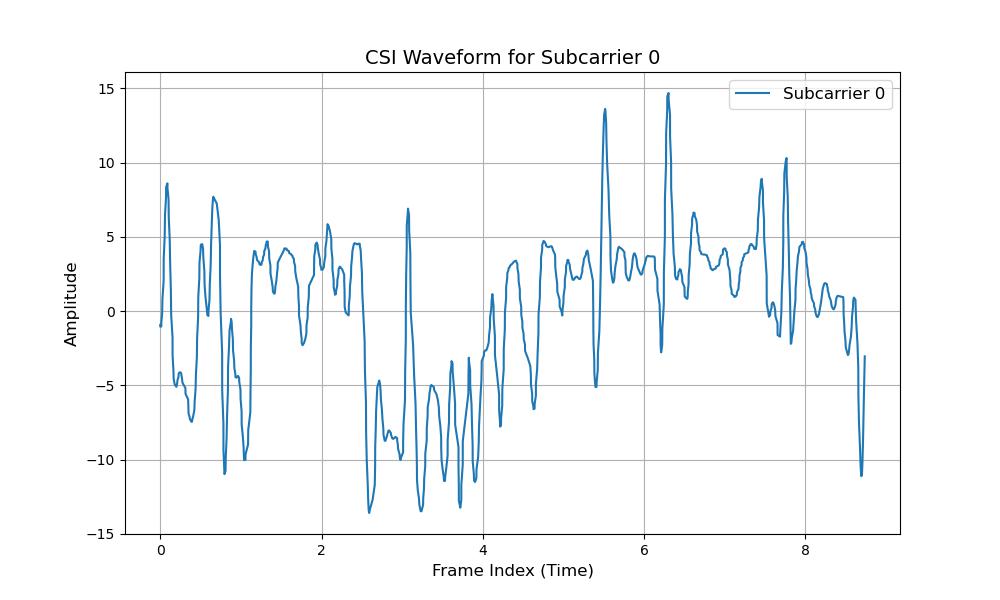 CSI Waveform for Subcarrier 0
Subcarrier 0
Amplitude
15
10
5
0
−5
−10
−15
0 2 4 6 8
Frame Index (Time)